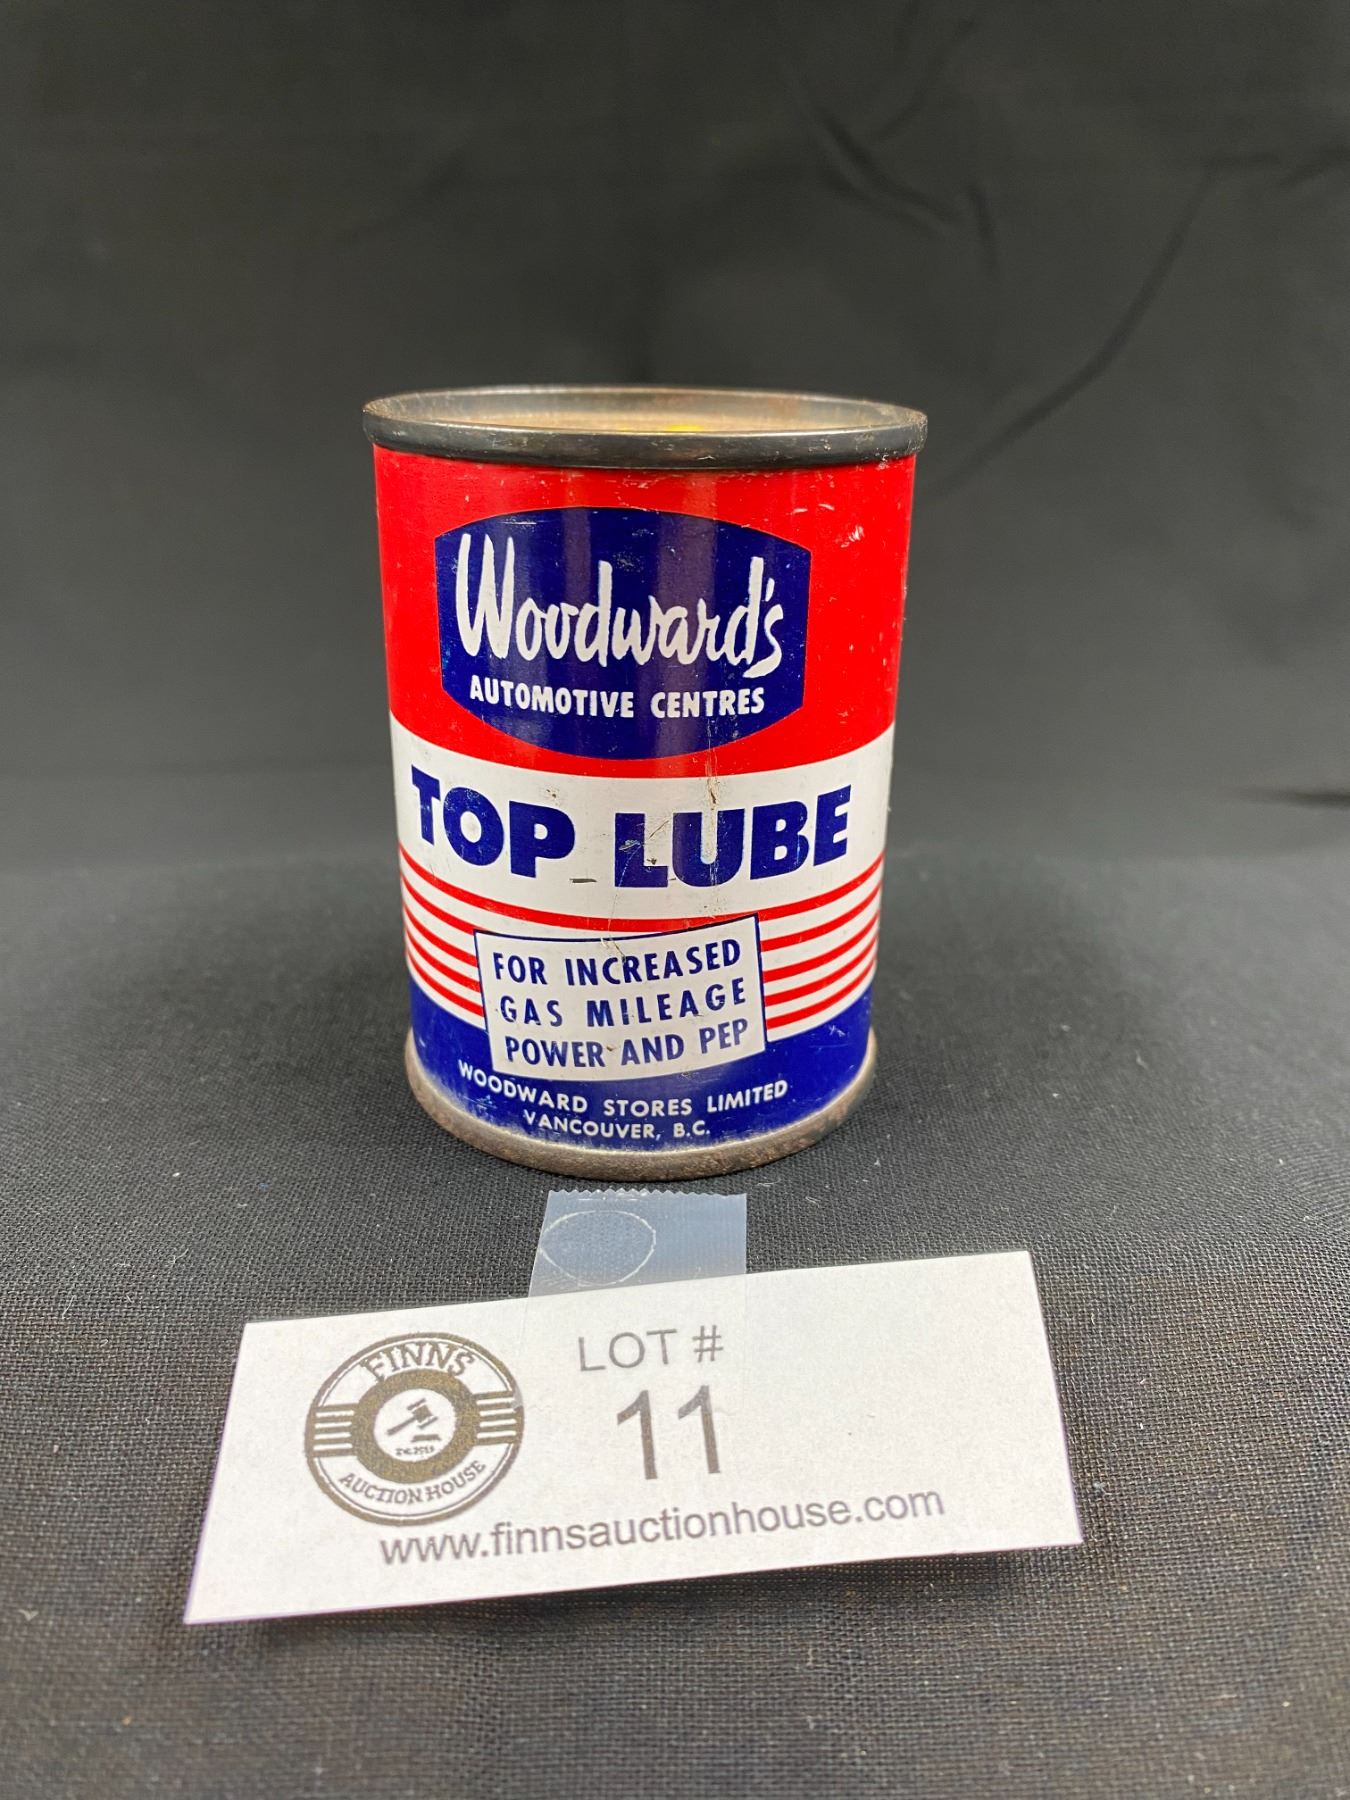 Woodward's
AUTOMOTIVE CENTRES
TOP LUBE
FOR INCREASED
GAS MILEAGE
POWER AND PEP
WOODWARD STORES LIMITED
VANCOUVER, B.C.
FINNS
AUCTION HOUSE
LOT #
11
www.finnsauctionhouse.com